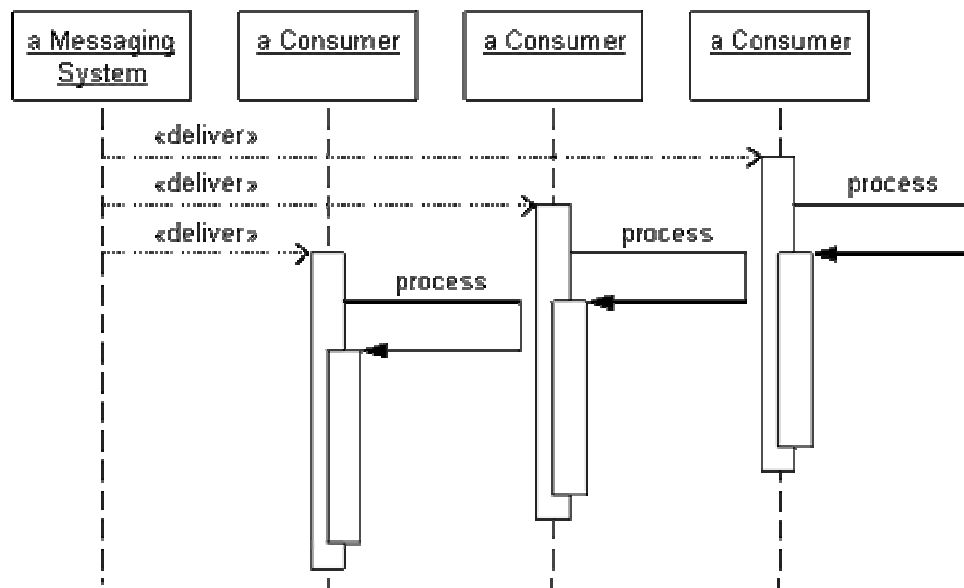 a Messaging
System
a Consumer
a Consumer
a Consumer
«deliver»
process
«deliver»
process
«deliver»
process